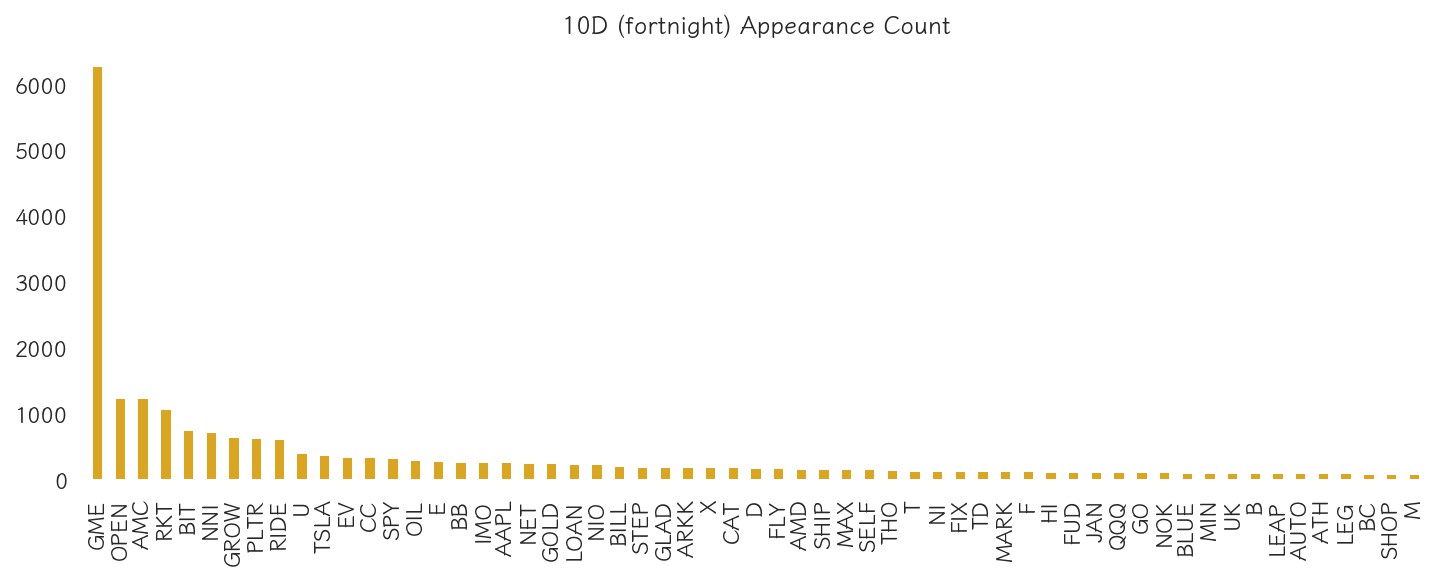 10D (fortnight) Appearance Count
6000
5000
4000
3000
2000
1000
0
GME
OPEN
AMC
RKT
BIT
NNI
GROW
PLTR
RIDE
U
TSLA
EV
CC
SPY
OIL
E
BB
IMO
AAPL
NET
GOLD
LOAN
NIO
BILL
STEP
GLAD
ARKK
X
CAT
D
FLY
AMD
SHIP
MAX
SELF
THO
T
NI
FIX
TD
MARK
F
HI
FUD
JAN
QQQ
GO
NOK
BLUE
MIN
UK
B
LEAP
AUTO
ATH
LEG
BC
SHOP
M